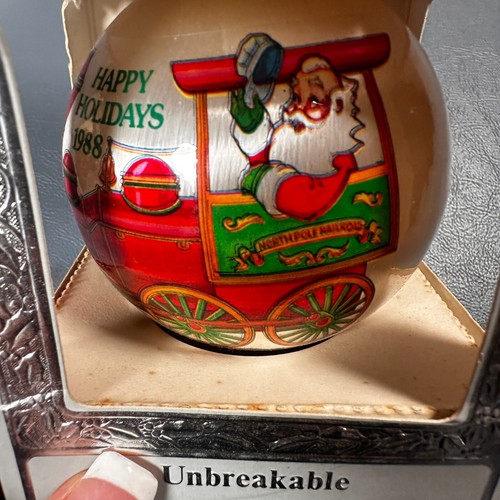 HAPPY
HOLIDAYS
1988
NORTH POLE RAILROAD
Unbreakable